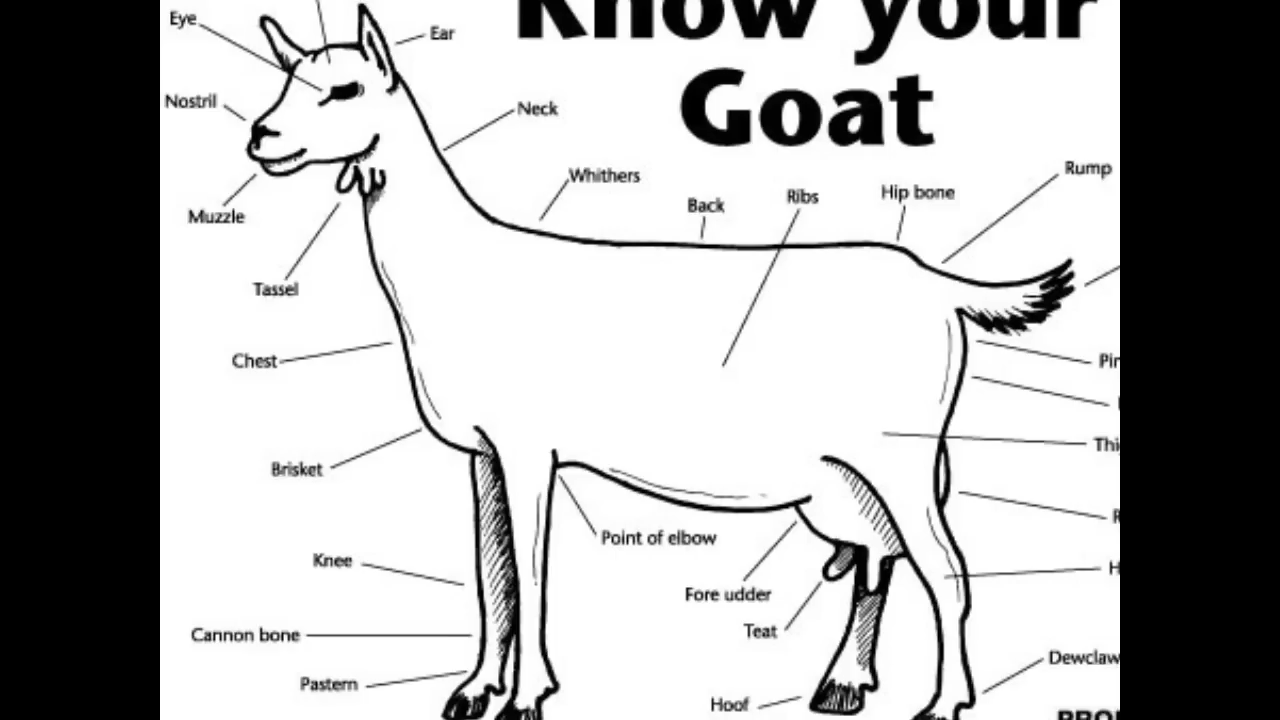 Know your
Goat
Eye
Ear
Nostril
Neck
Whithers
Rump
Hip bone
Ribs
Back
Muzzle
Tassel
Chest
Brisket
Point of elbow
Knee
Fore udder
Teat
Cannon bone
Dewclaw
Pastern
Hoof